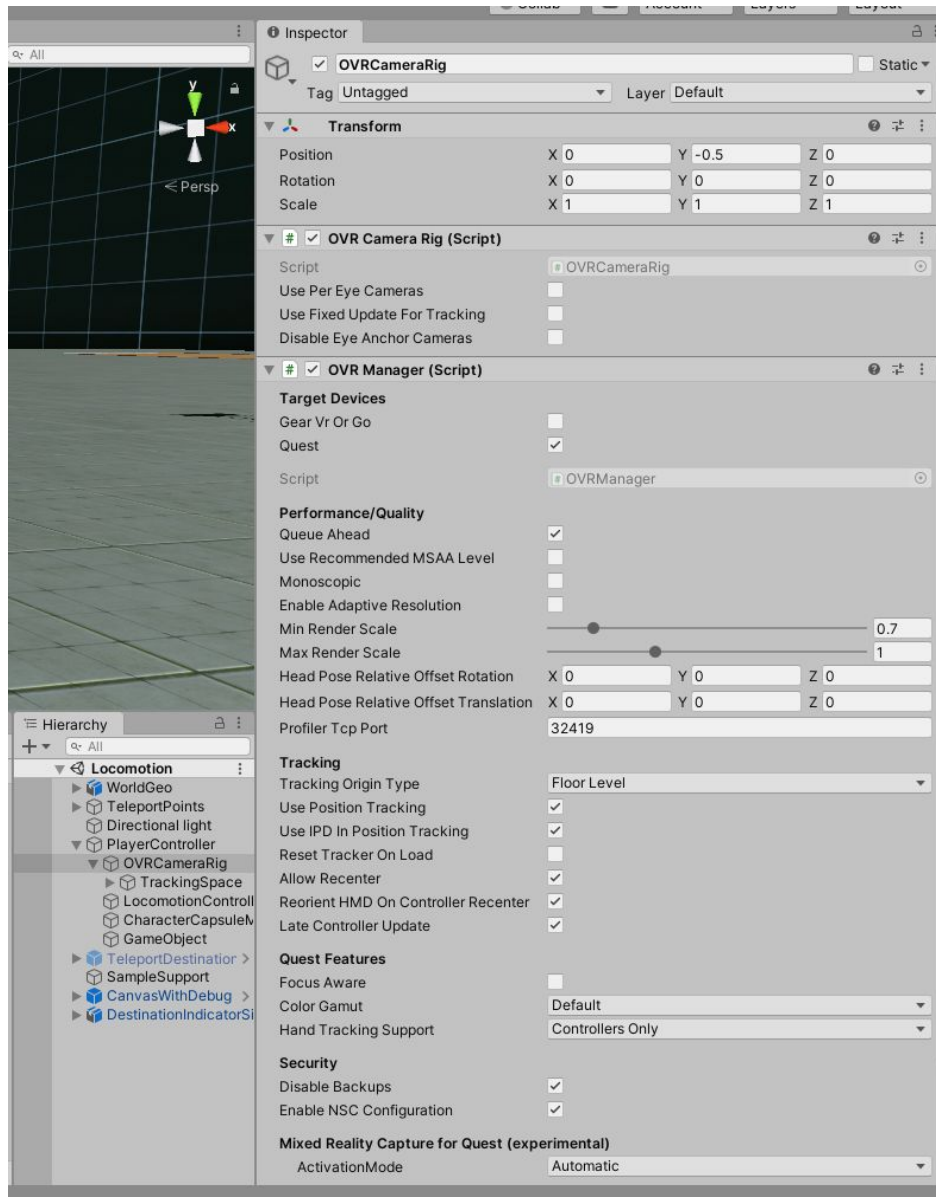 All
y
x
Persp
Inspector
OVRCameraRig
Static
Tag Untagged Layer Default
Transform
Position X 0 Y -0.5 Z 0
Rotation X 0 Y 0 Z 0
Scale X 1 Y 1 Z 1
# OVR Camera Rig (Script)
Script # OVRCameraRig
Use Per Eye Cameras
Use Fixed Update For Tracking
Disable Eye Anchor Cameras
# OVR Manager (Script)
Target Devices
Gear Vr Or Go
Quest
Script # OVRManager
Performance/Quality
Queue Ahead
Use Recommended MSAA Level
Monoscopic
Enable Adaptive Resolution
Min Render Scale 0.7
Max Render Scale 1
Head Pose Relative Offset Rotation X 0 Y 0 Z 0
Head Pose Relative Offset Translation X 0 Y 0 Z 0
Profiler Tcp Port 32419
Tracking
Tracking Origin Type Floor Level
Use Position Tracking
Use IPD In Position Tracking
Reset Tracker On Load
Allow Recenter
Reorient HMD On Controller Recenter
Late Controller Update
Quest Features
Focus Aware
Color Gamut Default
Hand Tracking Support Controllers Only
Security
Disable Backups
Enable NSC Configuration
Mixed Reality Capture for Quest (experimental)
ActivationMode Automatic
Hierarchy
All
Locomotion
WorldGeo
TeleportPoints
Directional light
PlayerController
OVRCameraRig
TrackingSpace
LocomotionControll
CharacterCapsuleM
GameObject
TeleportDestination
SampleSupport
CanvasWithDebug
DestinationIndicatorSi